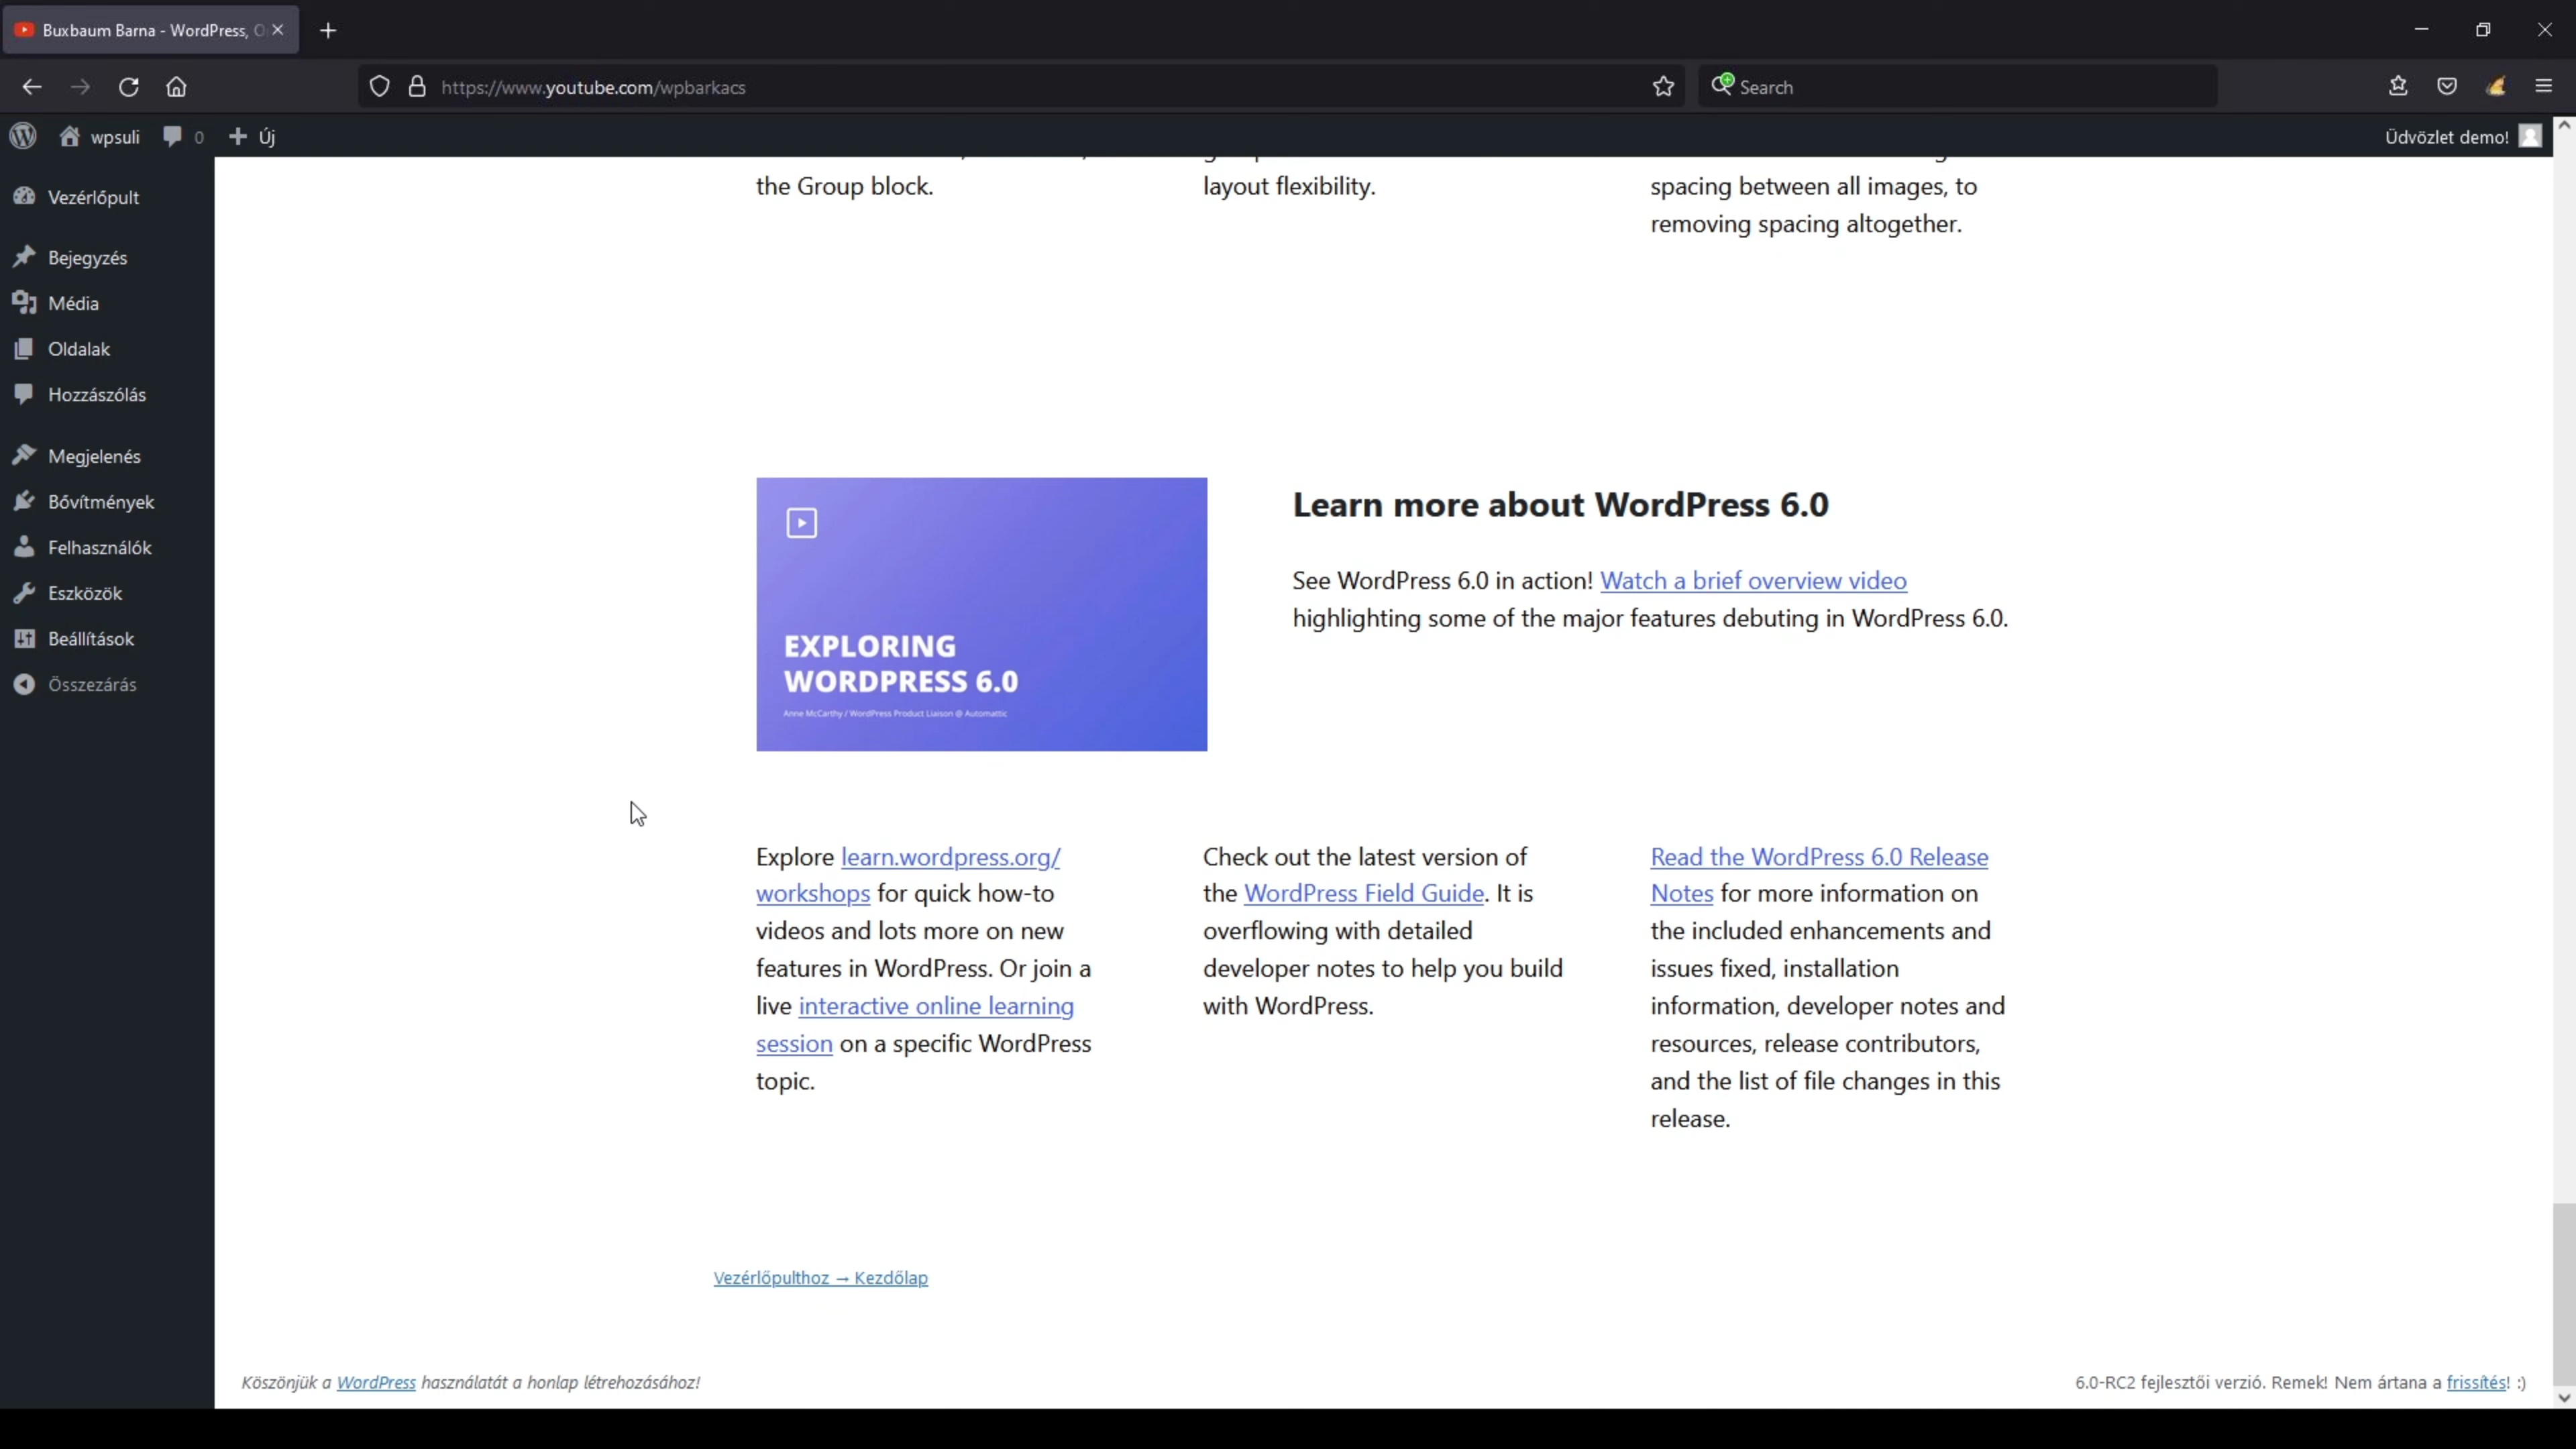 Buxbaum Barna - WordPress, O
https://www.youtube.com/wpbarkacs
Search
wpsuli
0
Új
Üdvözlet demo!
Vezérlőpult
Bejegyzés
Média
Oldalak
Hozzászólás
Megjelenés
Bővítmények
Felhasználók
Eszközök
Beállítások
Összezárás
the Group block.
layout flexibility.
spacing between all images, to
removing spacing altogether.
EXPLORING
WORDPRESS 6.0
Anne McCarthy / WordPress Product Liaison @ Automattic
Learn more about WordPress 6.0
See WordPress 6.0 in action! Watch a brief overview video
highlighting some of the major features debuting in WordPress 6.0.
Explore learn.wordpress.org/
workshops for quick how-to
videos and lots more on new
features in WordPress. Or join a
live interactive online learning
session on a specific WordPress
topic.
Check out the latest version of
the WordPress Field Guide. It is
overflowing with detailed
developer notes to help you build
with WordPress.
Read the WordPress 6.0 Release
Notes for more information on
the included enhancements and
issues fixed, installation
information, developer notes and
resources, release contributors,
and the list of file changes in this
release.
Vezérlőpulthoz → Kezdőlap
Köszönjük a WordPress használatát a honlap létrehozásához!
6.0-RC2 fejlesztői verzió. Remek! Nem ártana a frissítés! :)